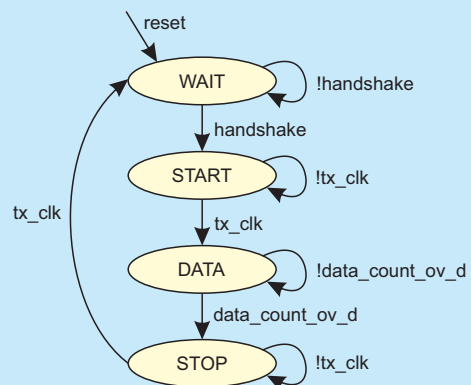 reset
WAIT
!handshake
handshake
START
!tx_clk
tx_clk
tx_clk
DATA
!data_count_ov_d
data_count_ov_d
STOP
!tx_clk